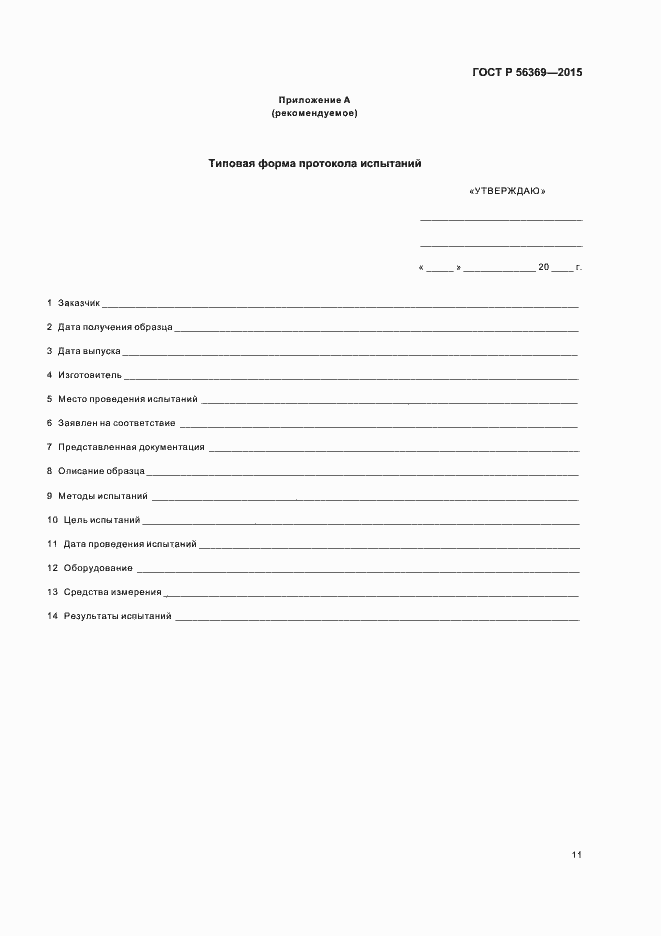 ГОСТ Р 56369—2015
Приложение А
(рекомендуемое)
Типовая форма протокола испытаний
«УТВЕРЖДАЮ»
« _____ » _____________ 20 ____ г.
1 Заказчик
2 Дата получения образца
3 Дата выпуска
4 Изготовитель
5 Место проведения испытаний
6 Заявлен на соответствие
7 Представленная документация
8 Описание образца
9 Методы испытаний
10 Цель испытаний
11 Дата проведения испытаний
12 Оборудование
13 Средства измерения
14 Результаты испытаний
11